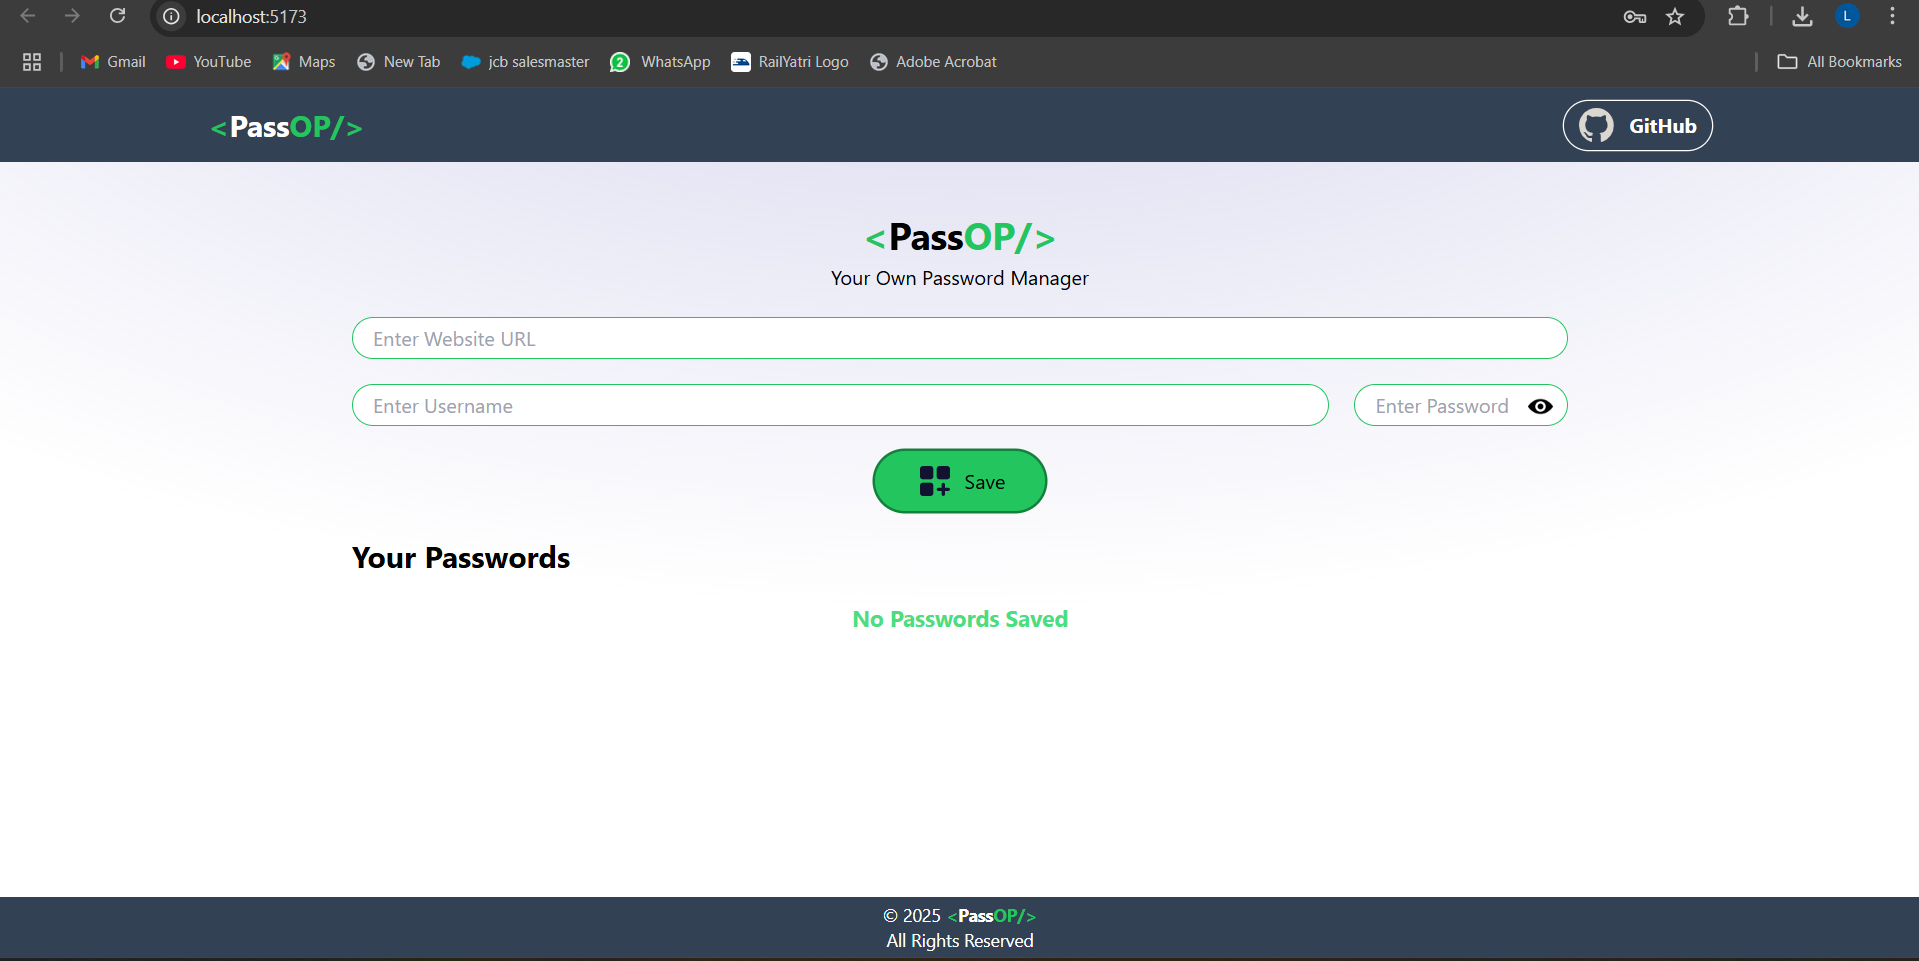 localhost:5173
L
Gmail YouTube Maps New Tab jcb salesmaster 2 WhatsApp RailYatri Logo Adobe Acrobat All Bookmarks
<PassOP/> GitHub
<PassOP/>
Your Own Password Manager
Enter Website URL
Enter Username Enter Password
Save
Your Passwords
No Passwords Saved
© 2025 <PassOP/>
All Rights Reserved